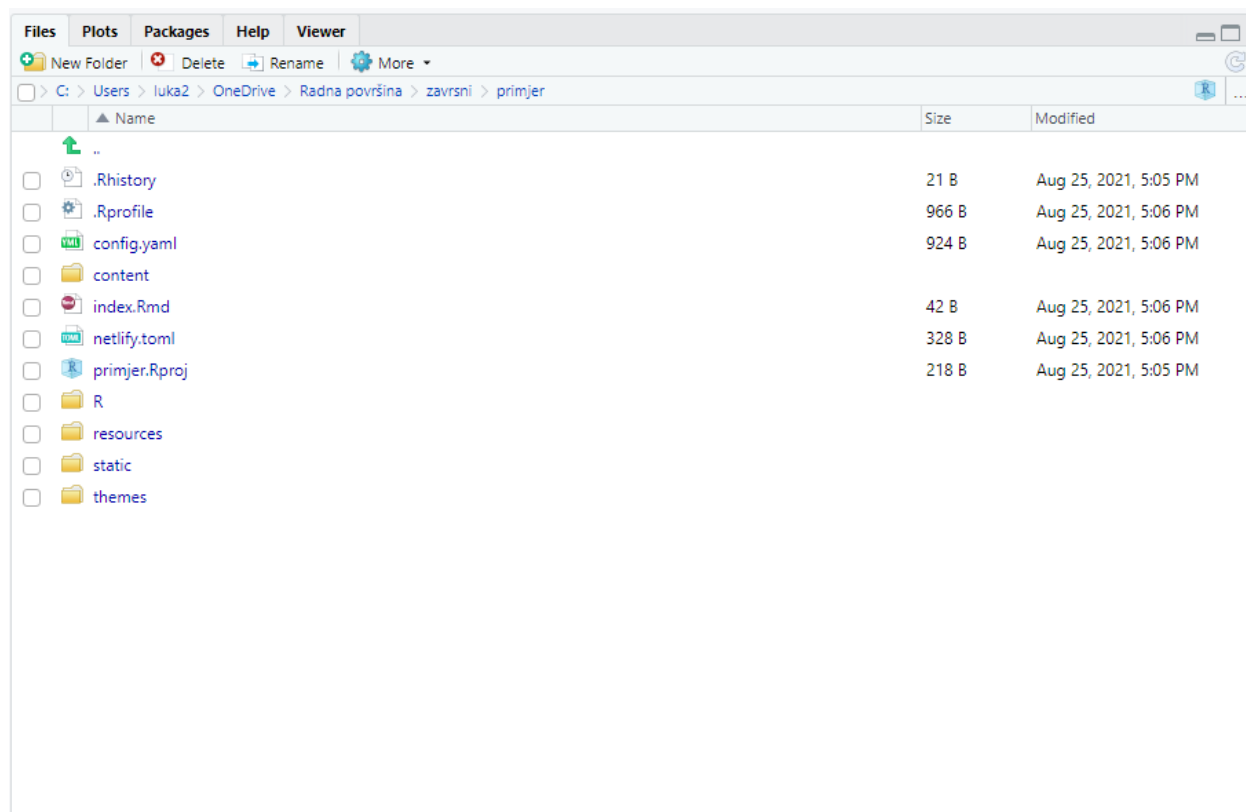 Files Plots Packages Help Viewer
New Folder Delete Rename More
C: > Users > luka2 > OneDrive > Radna površina > zavrsni > primjer R ...
Name Size Modified
..
.Rhistory 21 B Aug 25, 2021, 5:05 PM
.Rprofile 966 B Aug 25, 2021, 5:06 PM
YML config.yaml 924 B Aug 25, 2021, 5:06 PM
content
index.Rmd 42 B Aug 25, 2021, 5:06 PM
TOML netlify.toml 328 B Aug 25, 2021, 5:06 PM
R primjer.Rproj 218 B Aug 25, 2021, 5:05 PM
R
resources
static
themes